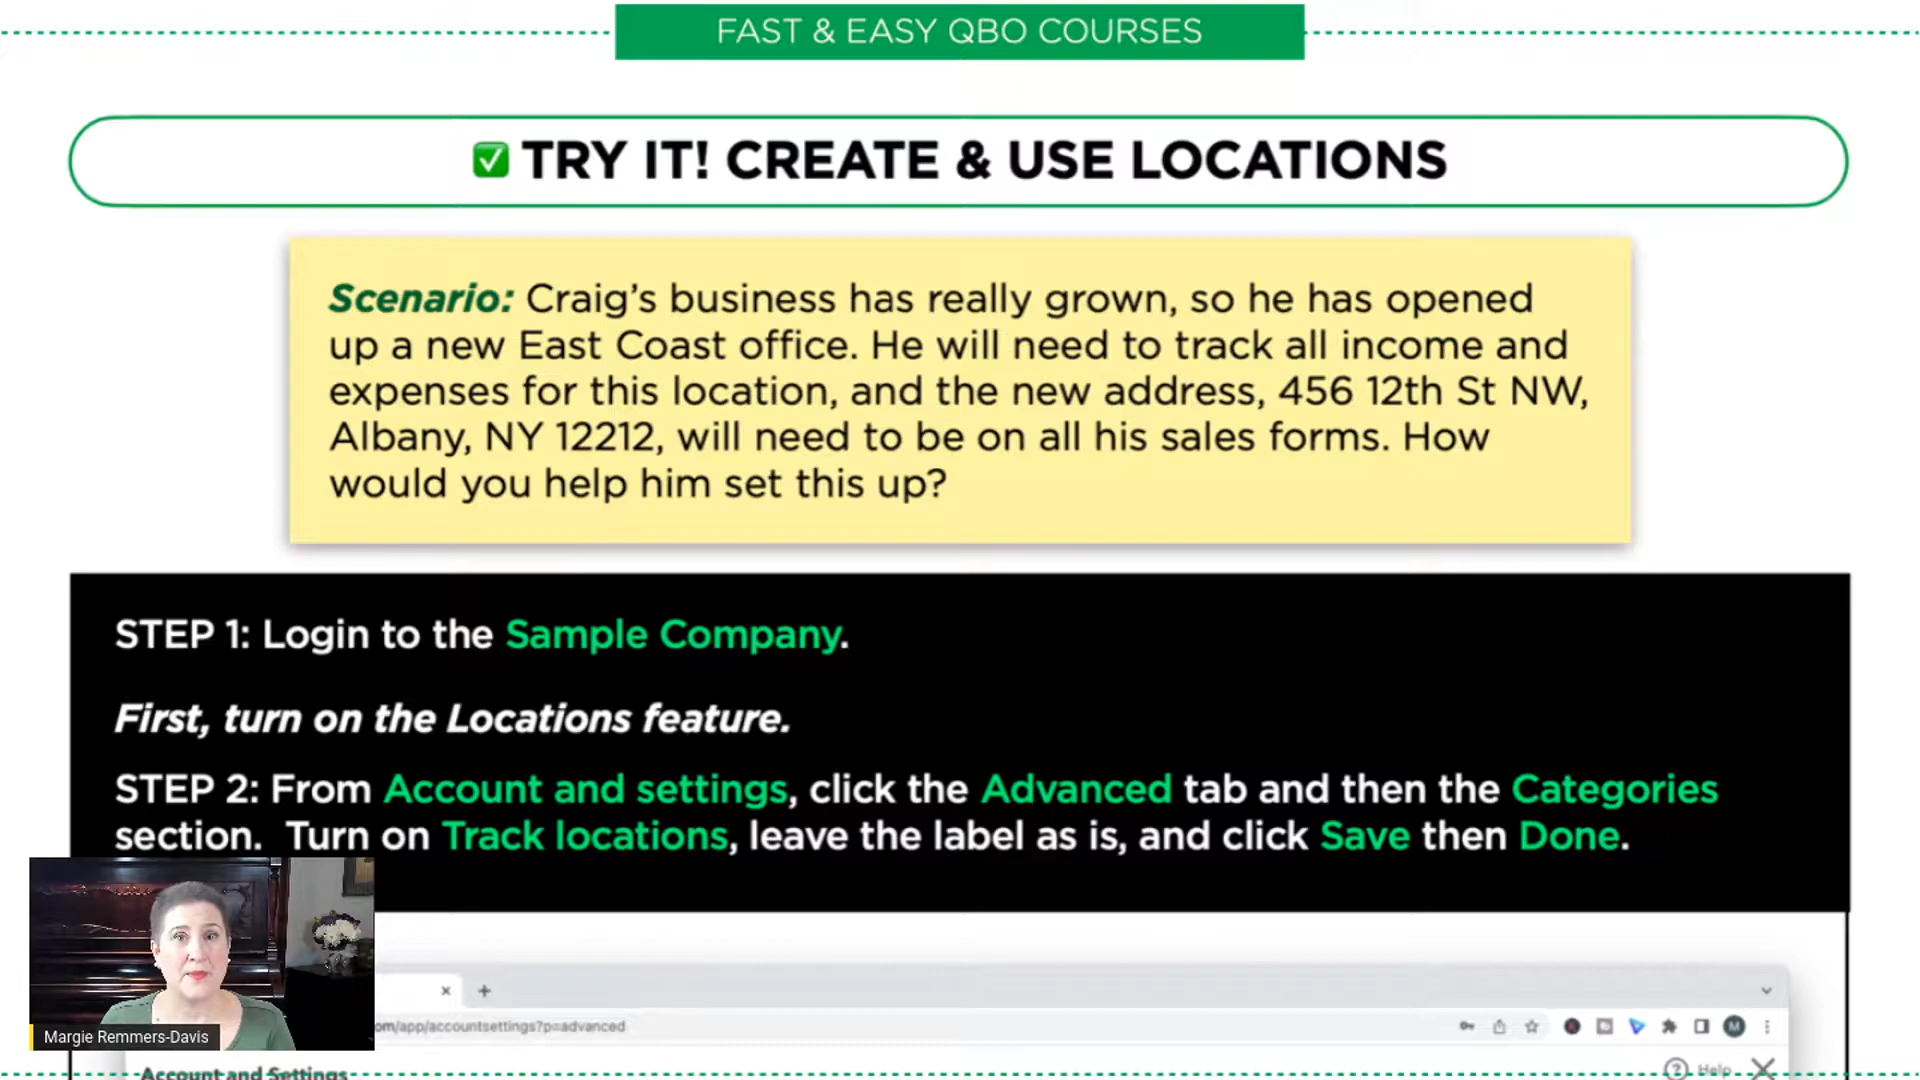 FAST & EASY QBO COURSES
✅ TRY IT! CREATE & USE LOCATIONS
Scenario: Craig's business has really grown, so he has opened
up a new East Coast office. He will need to track all income and
expenses for this location, and the new address, 456 12th St NW,
Albany, NY 12212, will need to be on all his sales forms. How
would you help him set this up?
STEP 1: Login to the Sample Company.
First, turn on the Locations feature.
STEP 2: From Account and settings, click the Advanced tab and then the Categories
section. Turn on Track locations, leave the label as is, and click Save then Done.
om/app/accountsettings?p=advanced
M
Margie Remmers-Davis
Account and Settings
Help